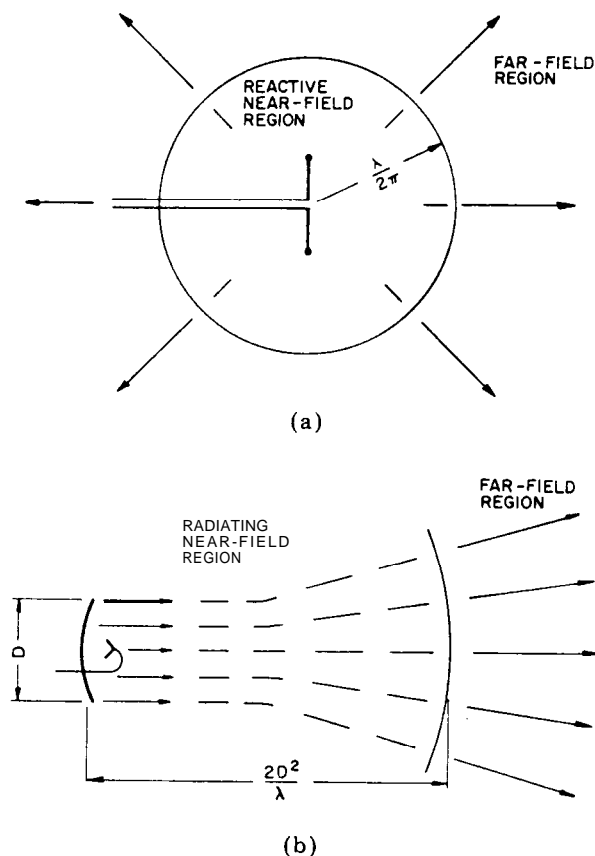 FAR-FIELD
REGION
REACTIVE
NEAR-FIELD
REGION
λ
2π
(a)
FAR-FIELD
REGION
RADIATING
NEAR-FIELD
REGION
D
2D²
λ
(b)